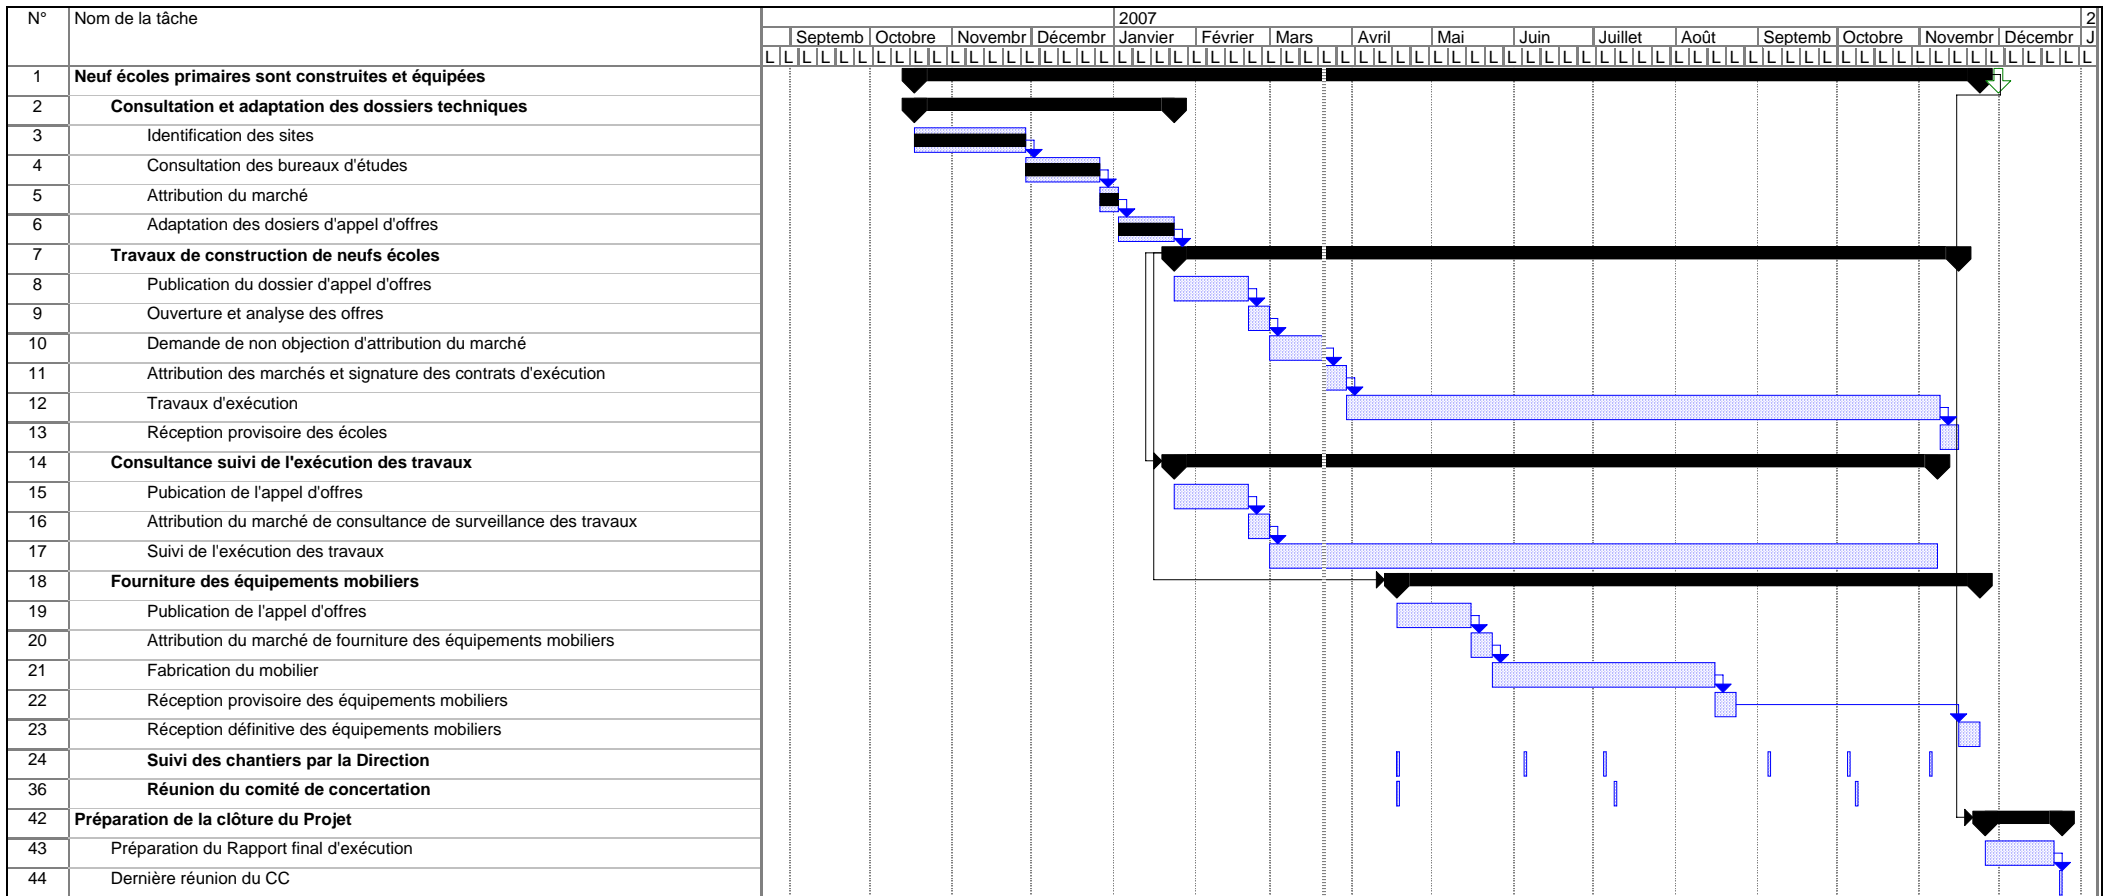 N° Nom de la tâche 2007 2
Septemb Octobre Novembr Décembr Janvier Février Mars Avril Mai Juin Juillet Août Septemb Octobre Novembr Décembr J
L L L L L L L L L L L L L L L L L L L L L L L L L L L L L L L L L L L L L L L L L L L L L L L L L L L L L L L L L L L L L L L L L L L L L L L L L L
1 Neuf écoles primaires sont construites et équipées
2 Consultation et adaptation des dossiers techniques
3 Identification des sites
4 Consultation des bureaux d'études
5 Attribution du marché
6 Adaptation des dosiers d'appel d'offres
7 Travaux de construction de neufs écoles
8 Publication du dossier d'appel d'offres
9 Ouverture et analyse des offres
10 Demande de non objection d'attribution du marché
11 Attribution des marchés et signature des contrats d'exécution
12 Travaux d'exécution
13 Réception provisoire des écoles
14 Consultance suivi de l'exécution des travaux
15 Pubication de l'appel d'offres
16 Attribution du marché de consultance de surveillance des travaux
17 Suivi de l'exécution des travaux
18 Fourniture des équipements mobiliers
19 Publication de l'appel d'offres
20 Attribution du marché de fourniture des équipements mobiliers
21 Fabrication du mobilier
22 Réception provisoire des équipements mobiliers
23 Réception définitive des équipements mobiliers
24 Suivi des chantiers par la Direction
36 Réunion du comité de concertation
42 Préparation de la clôture du Projet
43 Préparation du Rapport final d'exécution
44 Dernière réunion du CC